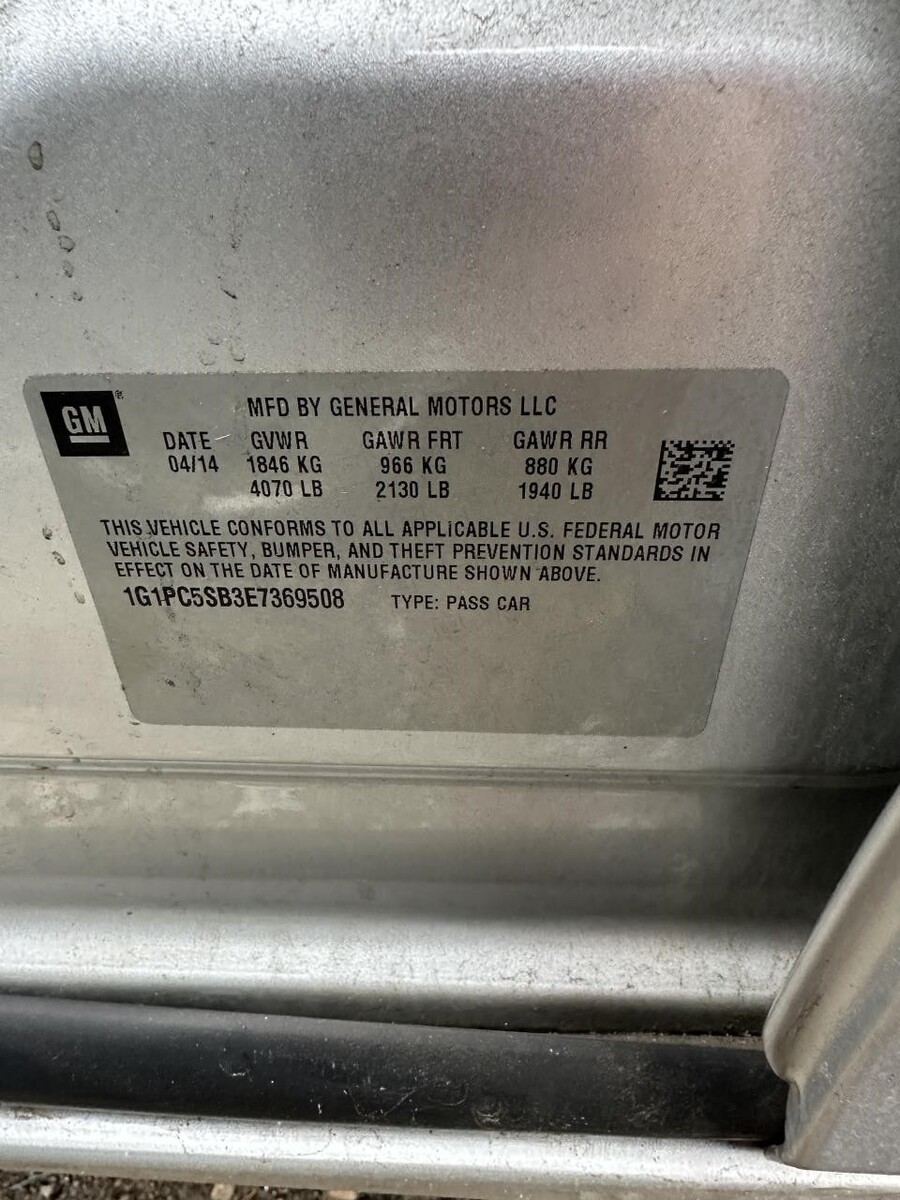 GM®
MFD BY GENERAL MOTORS LLC
DATE GVWR GAWR FRT GAWR RR
04/14 1846 KG 966 KG 880 KG
4070 LB 2130 LB 1940 LB
THIS VEHICLE CONFORMS TO ALL APPLICABLE U.S. FEDERAL MOTOR
VEHICLE SAFETY, BUMPER, AND THEFT PREVENTION STANDARDS IN
EFFECT ON THE DATE OF MANUFACTURE SHOWN ABOVE.
1G1PC5SB3E7369508 TYPE: PASS CAR